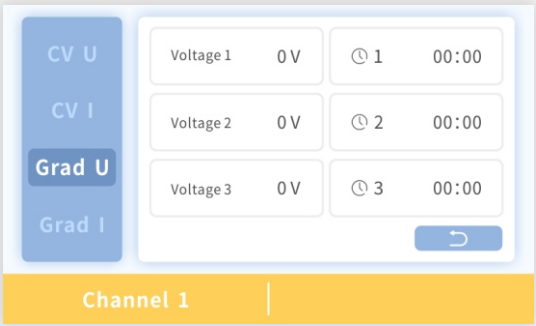 CV U
CV I
Grad U
Grad I
Voltage 1 0 V 1 00:00
Voltage 2 0 V 2 00:00
Voltage 3 0 V 3 00:00
Channel 1